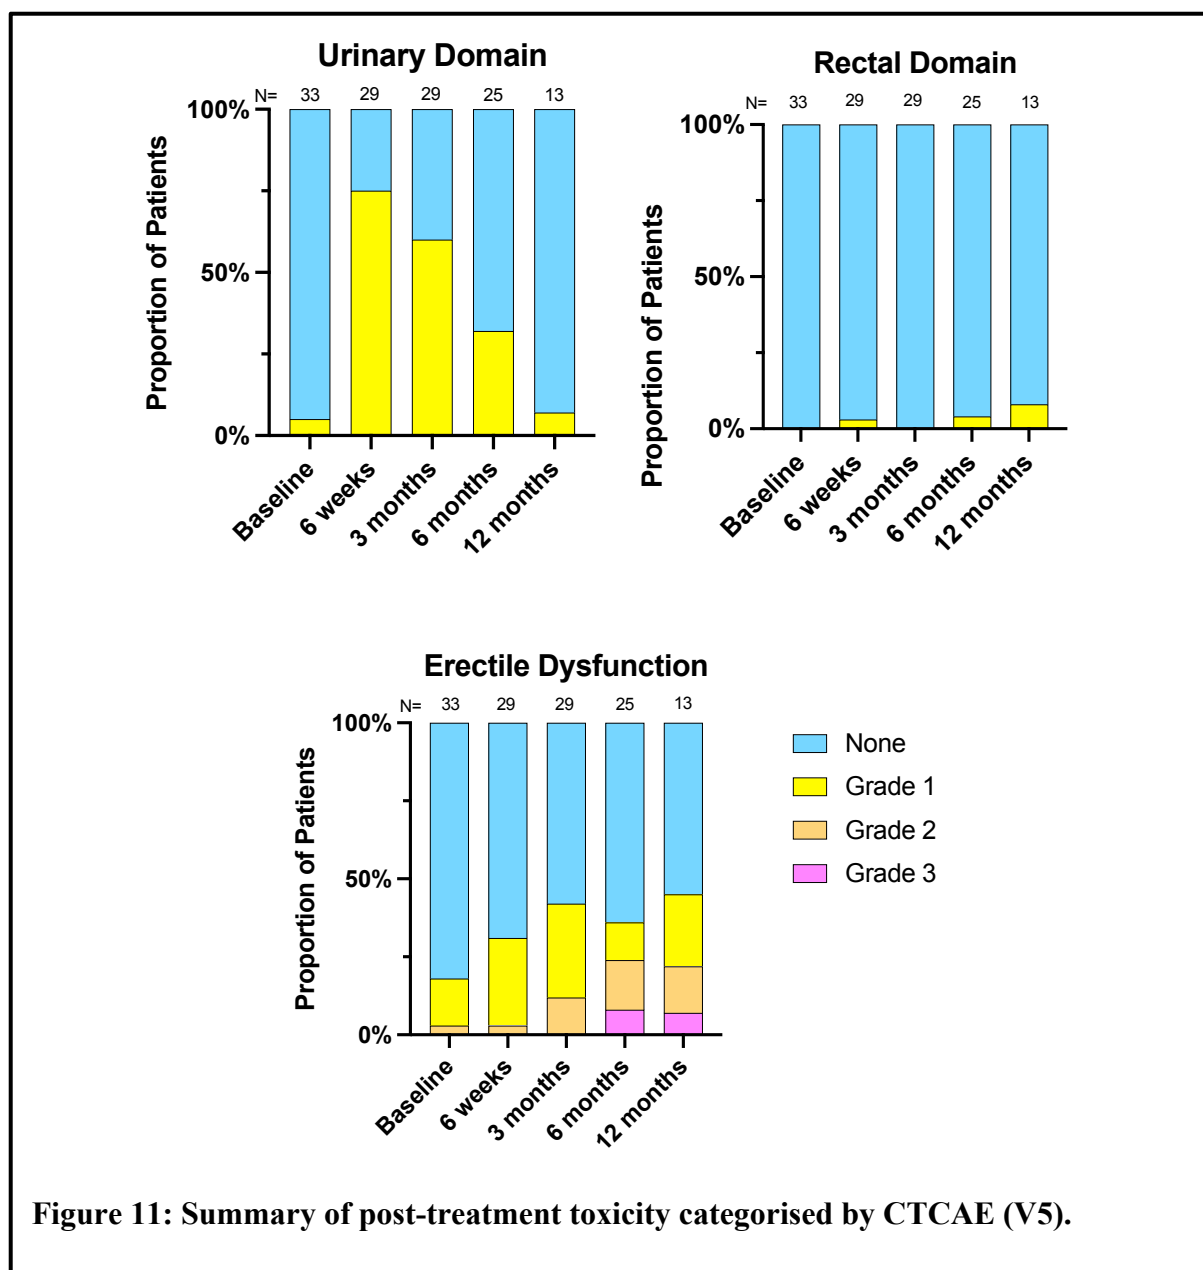 Urinary Domain
N= 33 29 29 25 13
100%
50%
0%
Proportion of Patients
Baseline
6 weeks
3 months
6 months
12 months
Rectal Domain
N= 33 29 29 25 13
100%
50%
0%
Proportion of Patients
Baseline
6 weeks
3 months
6 months
12 months
Erectile Dysfunction
N= 33 29 29 25 13
100%
50%
0%
Proportion of Patients
Baseline
6 weeks
3 months
6 months
12 months
None
Grade 1
Grade 2
Grade 3
Figure 11: Summary of post-treatment toxicity categorised by CTCAE (V5).